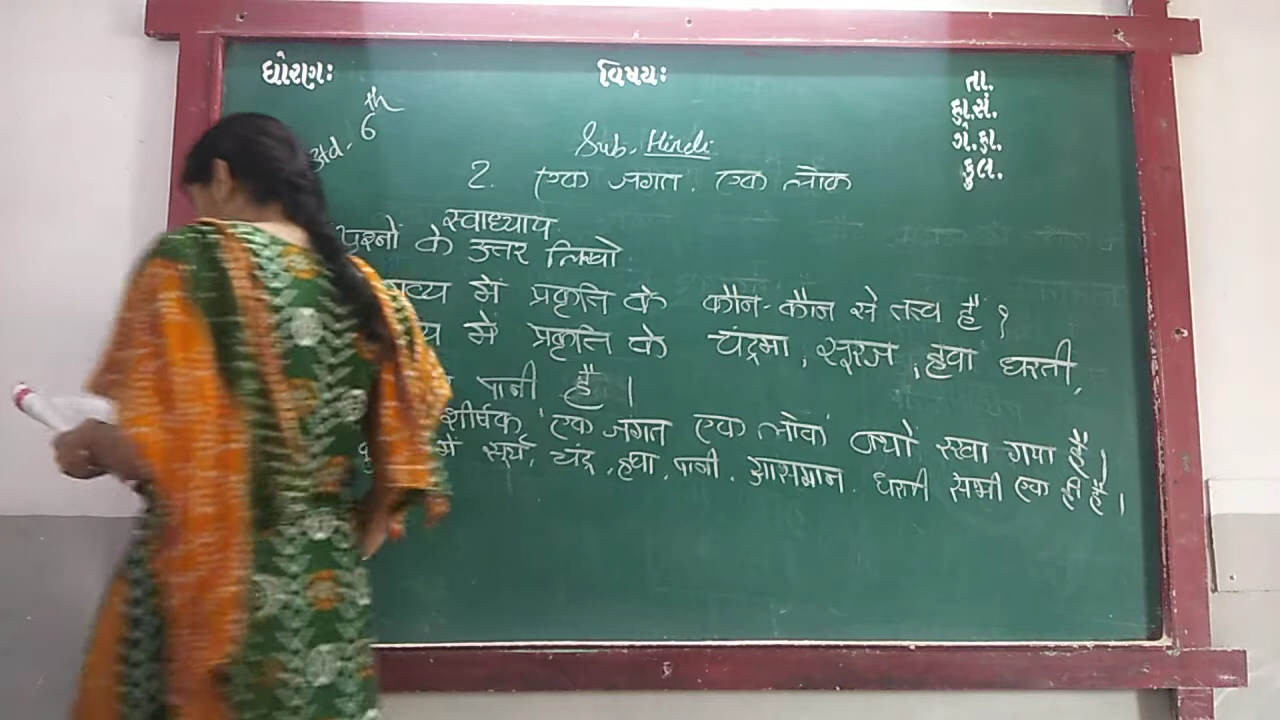 ધોરણઃ વિષયઃ તા.
હા.સં.
ગે.હા.
કુલ.
std - 6th
Sub. Hindi
2. एक जगत. एक लोक
स्वाध्याय
प्रश्नों के उत्तर लिखो
में प्रकृति के कौन-कौन से तत्त्व हैं ?
में प्रकृति के चंद्रमा, सूरज, हवा धरती,
पानी है ।
शीर्षक 'एक जगत एक लोक' क्यों रखा गया है ?
में सूर्य, चंद्र, हवा, पानी. आसमान. धरती सभी एक ही है ।